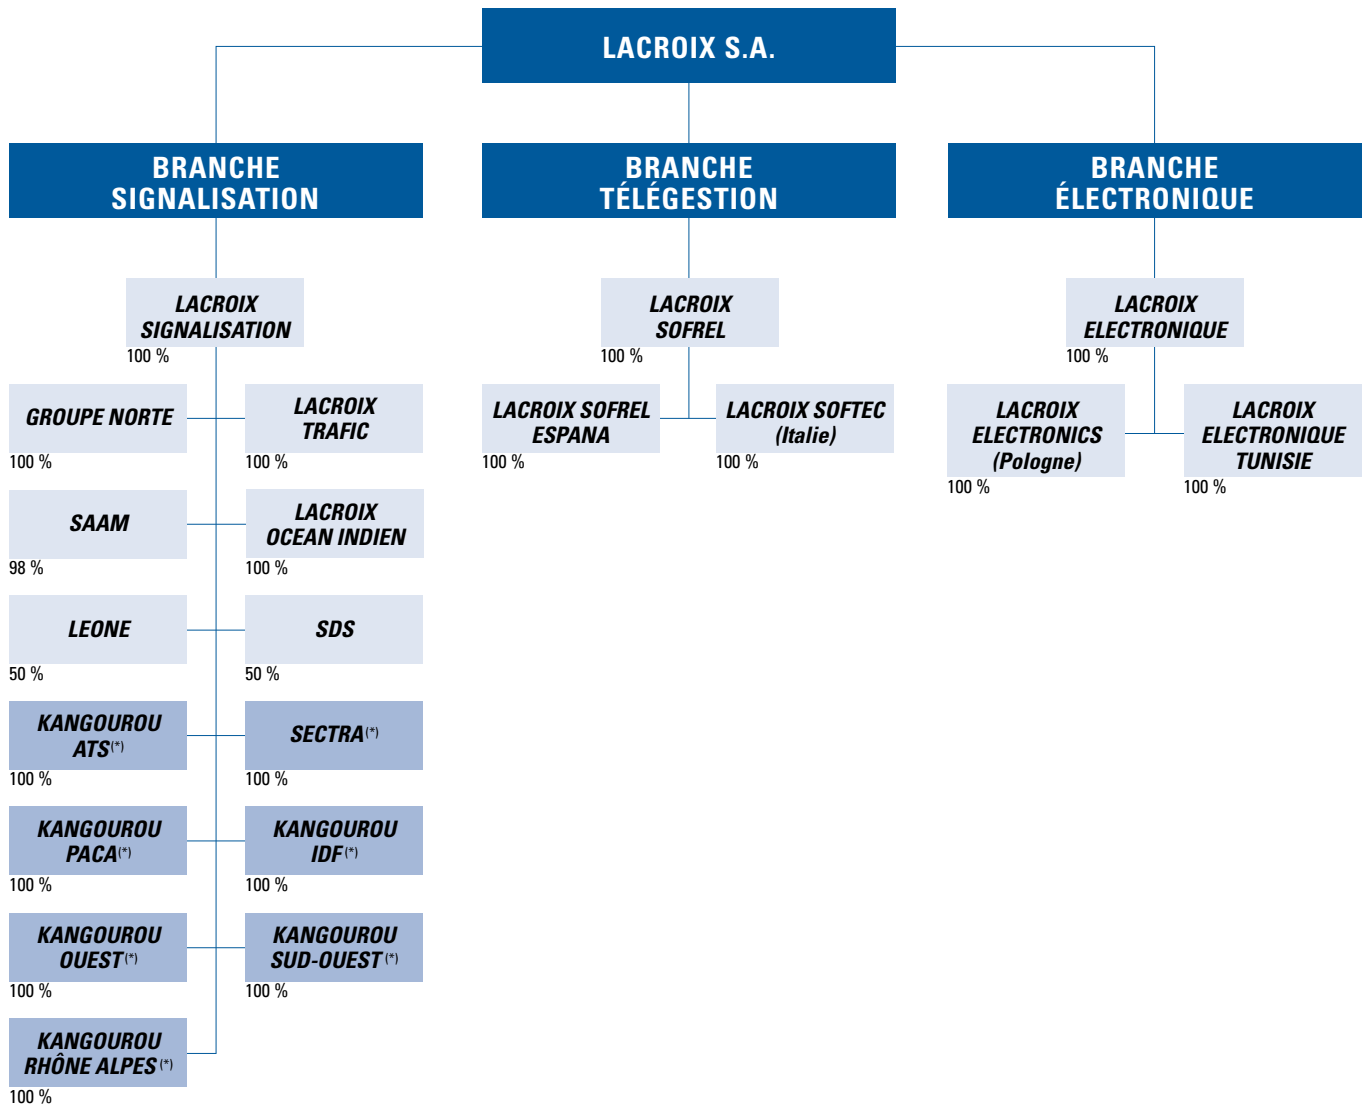 LACROIX S.A.
BRANCHE
SIGNALISATION
BRANCHE
TÉLÉGESTION
BRANCHE
ÉLECTRONIQUE
LACROIX
SIGNALISATION
100 %
LACROIX
SOFREL
100 %
LACROIX
ELECTRONIQUE
100 %
GROUPE NORTE
100 %
LACROIX
TRAFIC
100 %
LACROIX SOFREL
ESPANA
100 %
LACROIX SOFTEC
(Italie)
100 %
LACROIX
ELECTRONICS
(Pologne)
100 %
LACROIX
ELECTRONIQUE
TUNISIE
100 %
SAAM
98 %
LACROIX
OCEAN INDIEN
100 %
LEONE
50 %
SDS
50 %
KANGOUROU
ATS(*)
100 %
SECTRA(*)
100 %
KANGOUROU
PACA(*)
100 %
KANGOUROU
IDF(*)
100 %
KANGOUROU
OUEST(*)
100 %
KANGOUROU
SUD-OUEST(*)
100 %
KANGOUROU
RHÔNE ALPES(*)
100 %